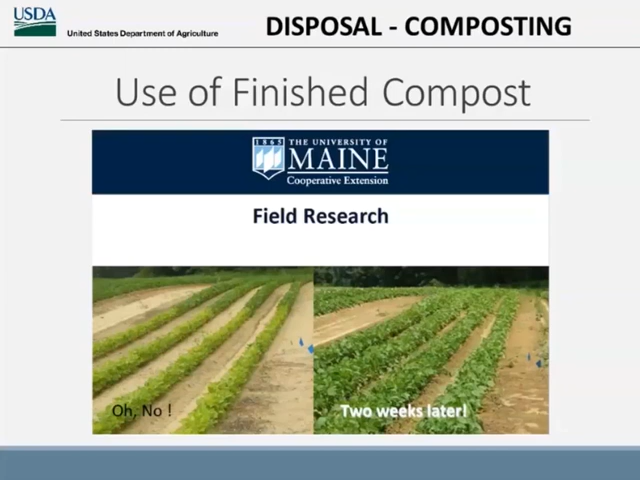 USDA
United States Department of Agriculture
DISPOSAL - COMPOSTING
Use of Finished Compost
1865
THE UNIVERSITY OF
MAINE
Cooperative Extension
Field Research
Oh, No !
Two weeks later!